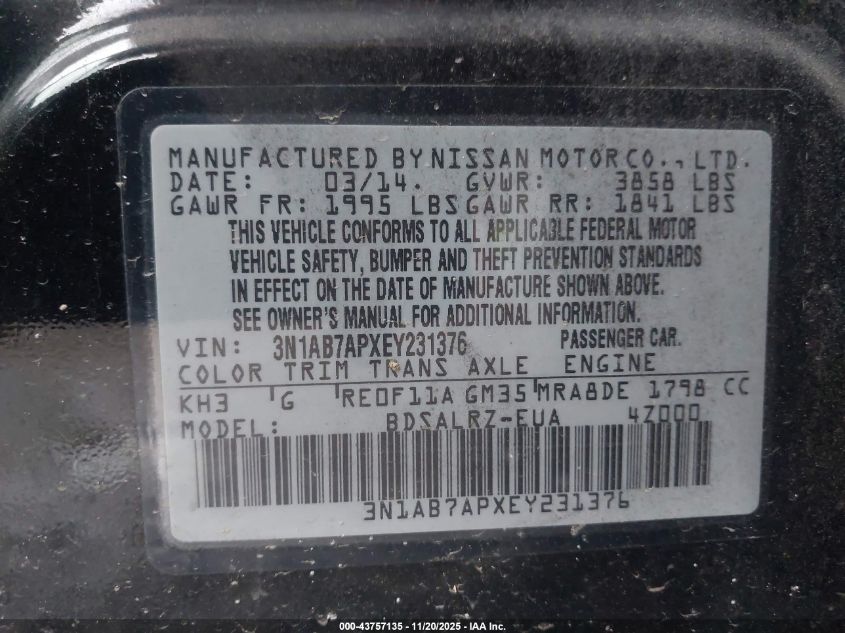 MANUFACTURED BY NISSAN MOTOR CO., LTD.
DATE: 03/14. GVWR: 3858 LBS
GAWR FR: 1995 LBS GAWR RR: 1841 LBS
THIS VEHICLE CONFORMS TO ALL APPLICABLE FEDERAL MOTOR
VEHICLE SAFETY, BUMPER AND THEFT PREVENTION STANDARDS
IN EFFECT ON THE DATE OF MANUFACTURE SHOWN ABOVE.
SEE OWNER'S MANUAL FOR ADDITIONAL INFORMATION.
VIN: 3N1AB7APXEY231376 PASSENGER CAR.
COLOR TRIM TRANS AXLE ENGINE
KH3 G RE0F11A GM35 MRA8DE 1798 CC
MODEL: BDSALRZ-EUA 4Z000
3N1AB7APXEY231376
000-43757135 - 11/20/2025 - IAA Inc.